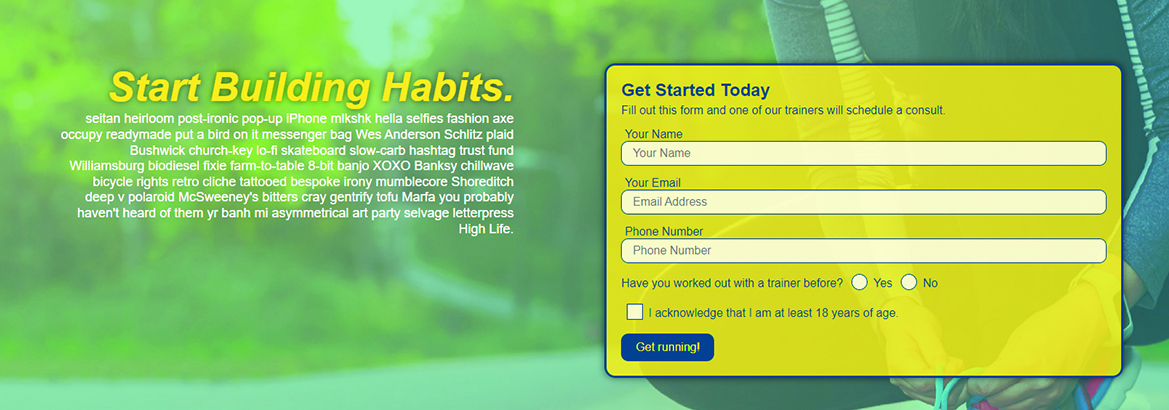 Start Building Habits.
seitan heirloom post-ironic pop-up iPhone mlkshk hella selfies fashion axe
occupy readymade put a bird on it messenger bag Wes Anderson Schlitz plaid
Bushwick church-key lo-fi skateboard slow-carb hashtag trust fund
Williamsburg biodiesel fixie farm-to-table 8-bit banjo XOXO Banksy chillwave
bicycle rights retro cliche tattooed bespoke irony mumblecore Shoreditch
deep v polaroid McSweeney's bitters cray gentrify tofu Marfa you probably
haven't heard of them yr banh mi asymmetrical art party selvage letterpress
High Life.
Get Started Today
Fill out this form and one of our trainers will schedule a consult.
Your Name
Your Name
Your Email
Email Address
Phone Number
Phone Number
Have you worked out with a trainer before? Yes No
I acknowledge that I am at least 18 years of age.
Get running!